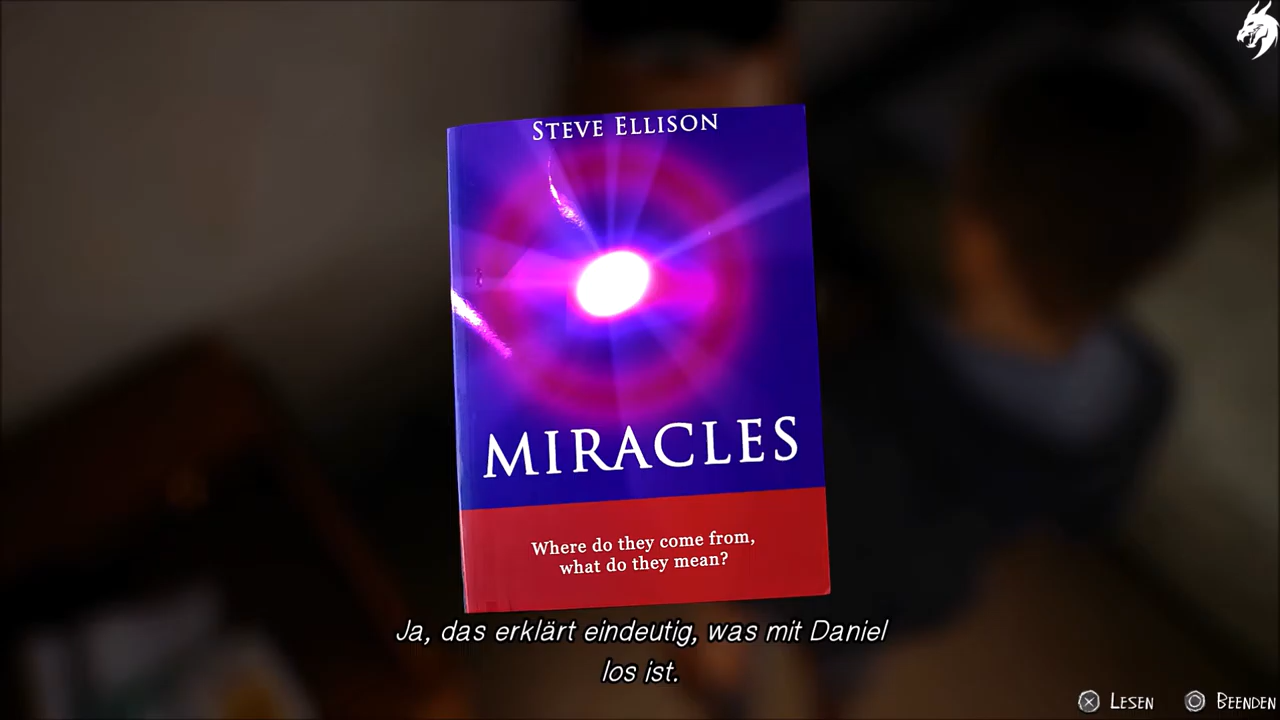 STEVE ELLISON
MIRACLES
Where do they come from,
what do they mean?
Ja, das erklärt eindeutig, was mit Daniel
los ist.
LESEN
BEENDEN